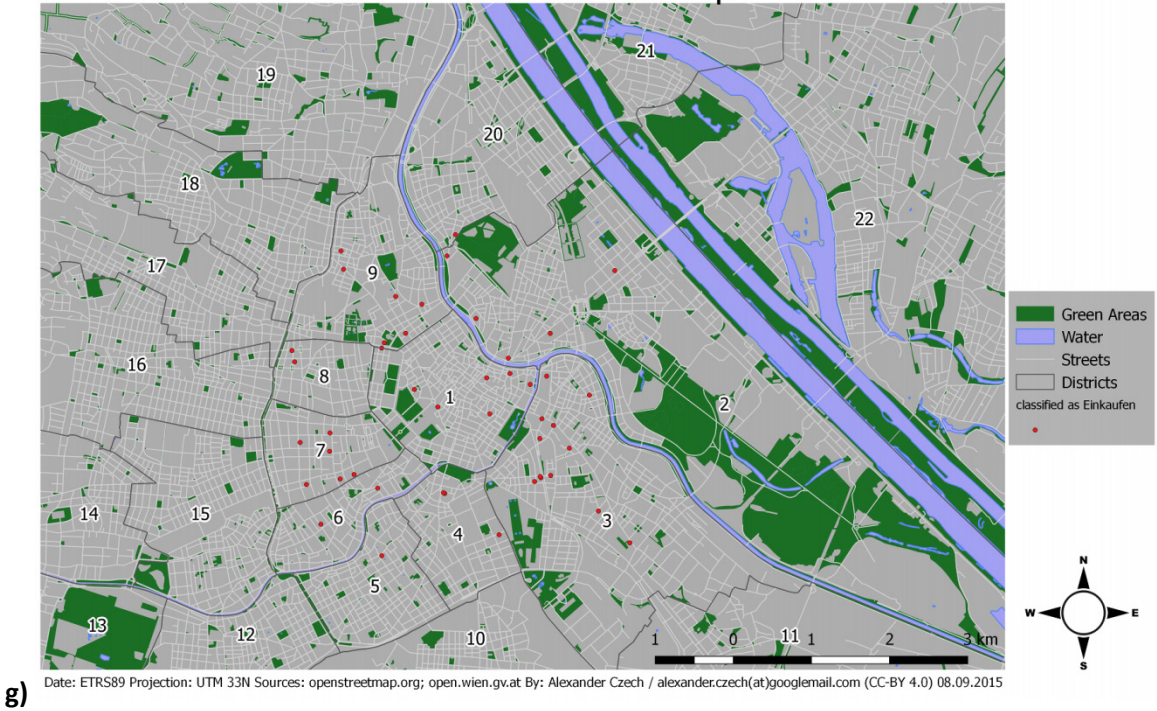 21
19
20
18
22
17
9
16
8
1
2
7
14
15
6
3
4
5
13
12
10
11
1 0 1 2 3 km
Green Areas
Water
Streets
Districts
classified as Einkaufen
N
W E
S
g)
Date: ETRS89 Projection: UTM 33N Sources: openstreetmap.org; open.wien.gv.at By: Alexander Czech / alexander.czech(at)googlemail.com (CC-BY 4.0) 08.09.2015